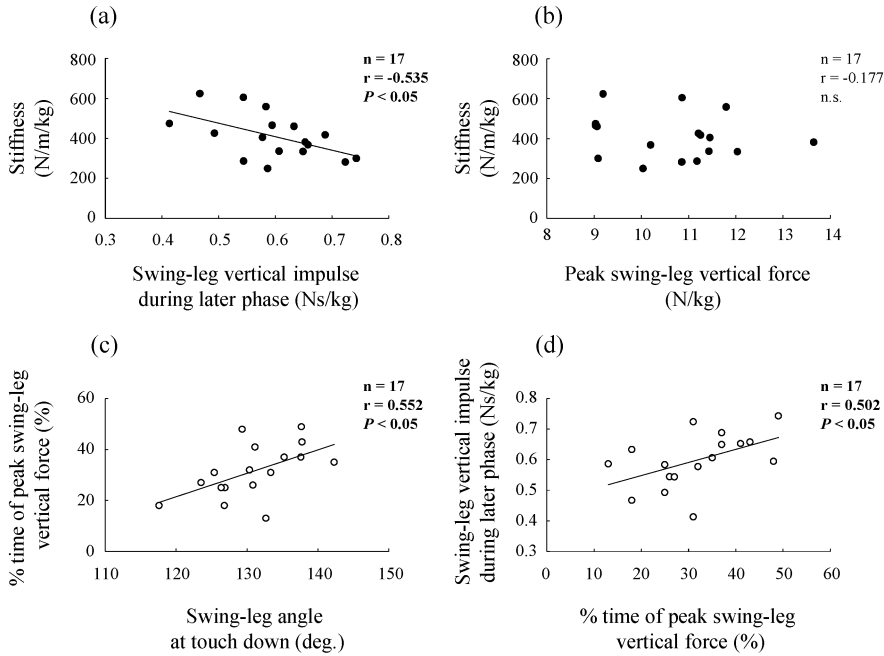 (a)
n = 17
r = -0.535
P < 0.05
Stiffness
(N/m/kg)
800
600
400
200
0
0.3 0.4 0.5 0.6 0.7 0.8
Swing-leg vertical impulse
during later phase (Ns/kg)
(b)
n = 17
r = -0.177
n.s.
Stiffness
(N/m/kg)
800
600
400
200
0
8 9 10 11 12 13 14
Peak swing-leg vertical force
(N/kg)
(c)
n = 17
r = 0.552
P < 0.05
% time of peak swing-leg
vertical force (%)
60
40
20
0
110 120 130 140 150
Swing-leg angle
at touch down (deg.)
(d)
n = 17
r = 0.502
P < 0.05
Swing-leg vertical impulse
during later phase (Ns/kg)
0.8
0.7
0.6
0.5
0.4
0.3
0 10 20 30 40 50 60
% time of peak swing-leg
vertical force (%)